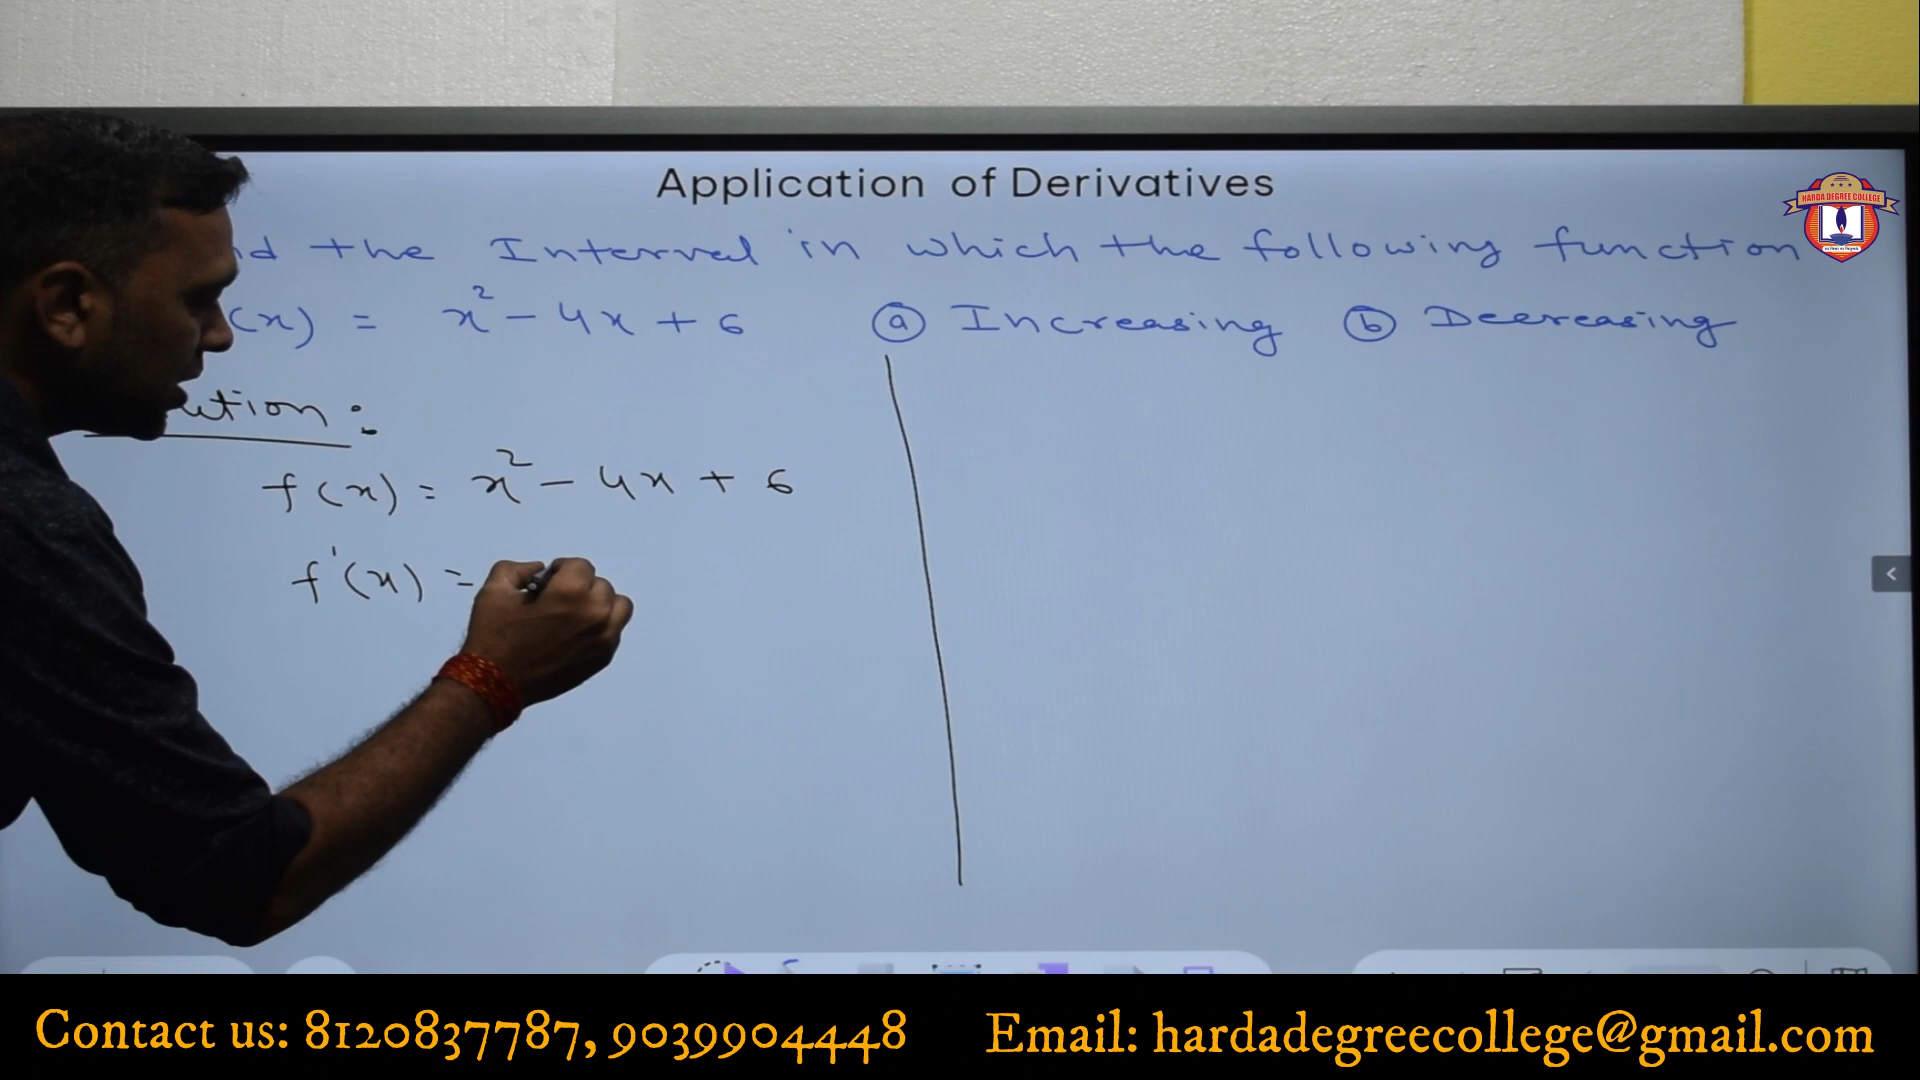 Application of Derivatives
the Interval in which the following function
HARDA DEGREE COLLEGE
(x) = x² - 4x + 6 (a) Increasing (b) Decreasing
ution :
f(x) = x² - 4x + 6
f'(x) =
<
Contact us: 8120837787, 9039904448 Email: hardadegreecollege@gmail.com